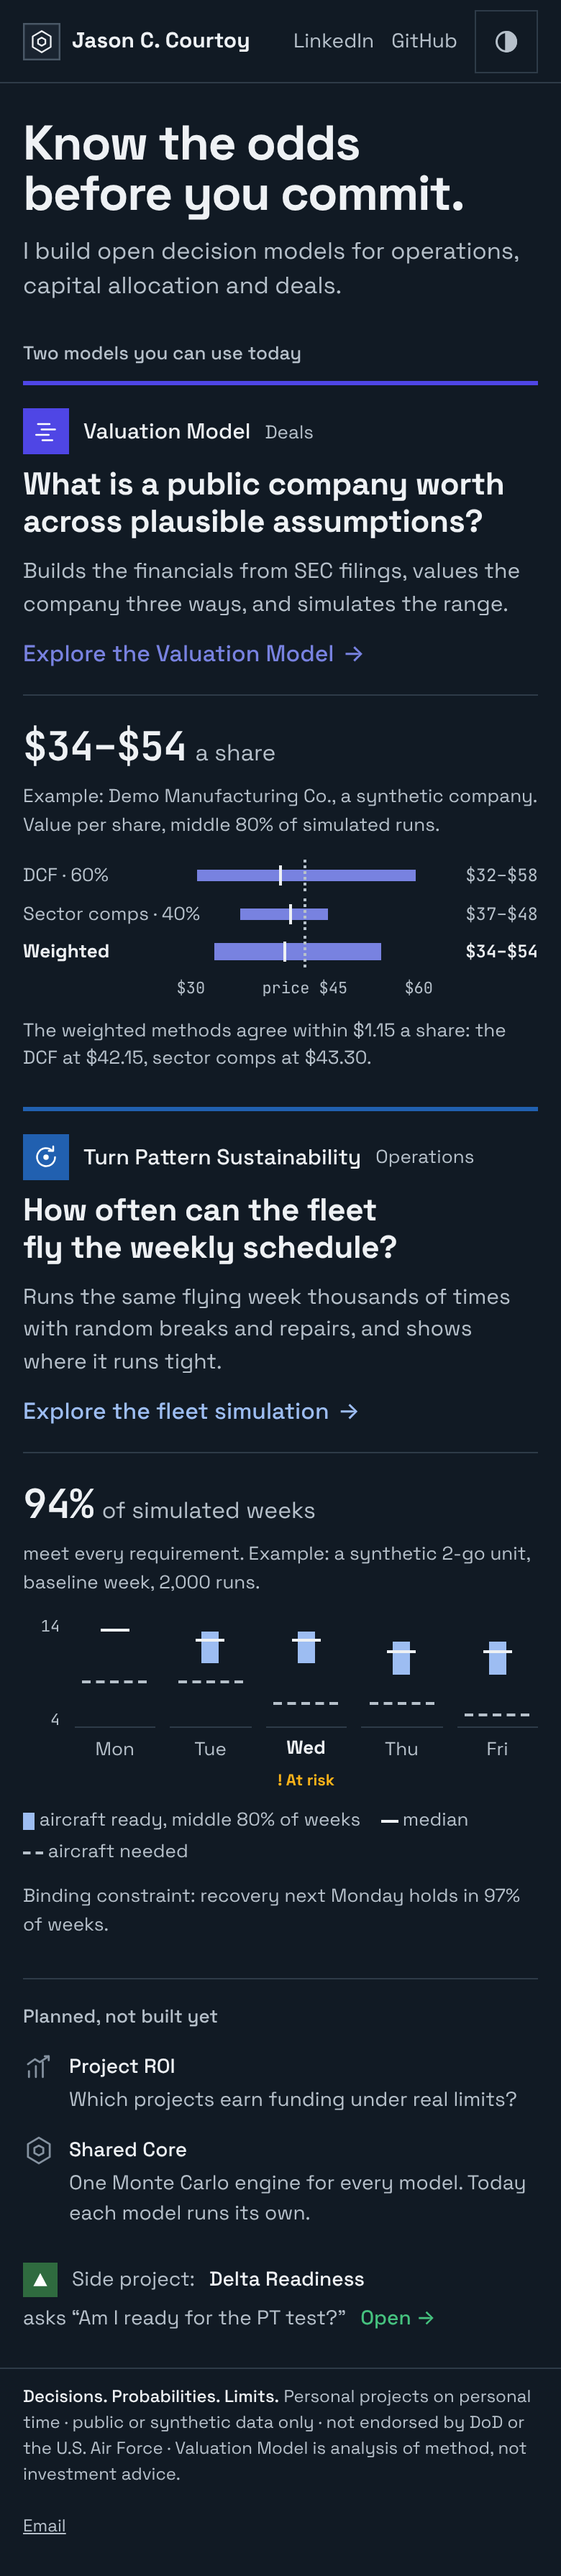 Jason C. Courtoy LinkedIn GitHub
Know the odds
before you commit.
I build open decision models for operations,
capital allocation and deals.
Two models you can use today
Valuation Model Deals
What is a public company worth
across plausible assumptions?
Builds the financials from SEC filings, values the
company three ways, and simulates the range.
Explore the Valuation Model →
$34–$54 a share
Example: Demo Manufacturing Co., a synthetic company.
Value per share, middle 80% of simulated runs.
DCF · 60% $32–$58
Sector comps · 40% $37–$48
Weighted $34–$54
$30 price $45 $60
The weighted methods agree within $1.15 a share: the
DCF at $42.15, sector comps at $43.30.
Turn Pattern Sustainability Operations
How often can the fleet
fly the weekly schedule?
Runs the same flying week thousands of times
with random breaks and repairs, and shows
where it runs tight.
Explore the fleet simulation →
94% of simulated weeks
meet every requirement. Example: a synthetic 2-go unit,
baseline week, 2,000 runs.
14
4
Mon Tue Wed Thu Fri
! At risk
aircraft ready, middle 80% of weeks median
aircraft needed
Binding constraint: recovery next Monday holds in 97%
of weeks.
Planned, not built yet
Project ROI
Which projects earn funding under real limits?
Shared Core
One Monte Carlo engine for every model. Today
each model runs its own.
Side project: Delta Readiness
asks “Am I ready for the PT test?” Open →
Decisions. Probabilities. Limits. Personal projects on personal
time · public or synthetic data only · not endorsed by DoD or
the U.S. Air Force · Valuation Model is analysis of method, not
investment advice.
Email